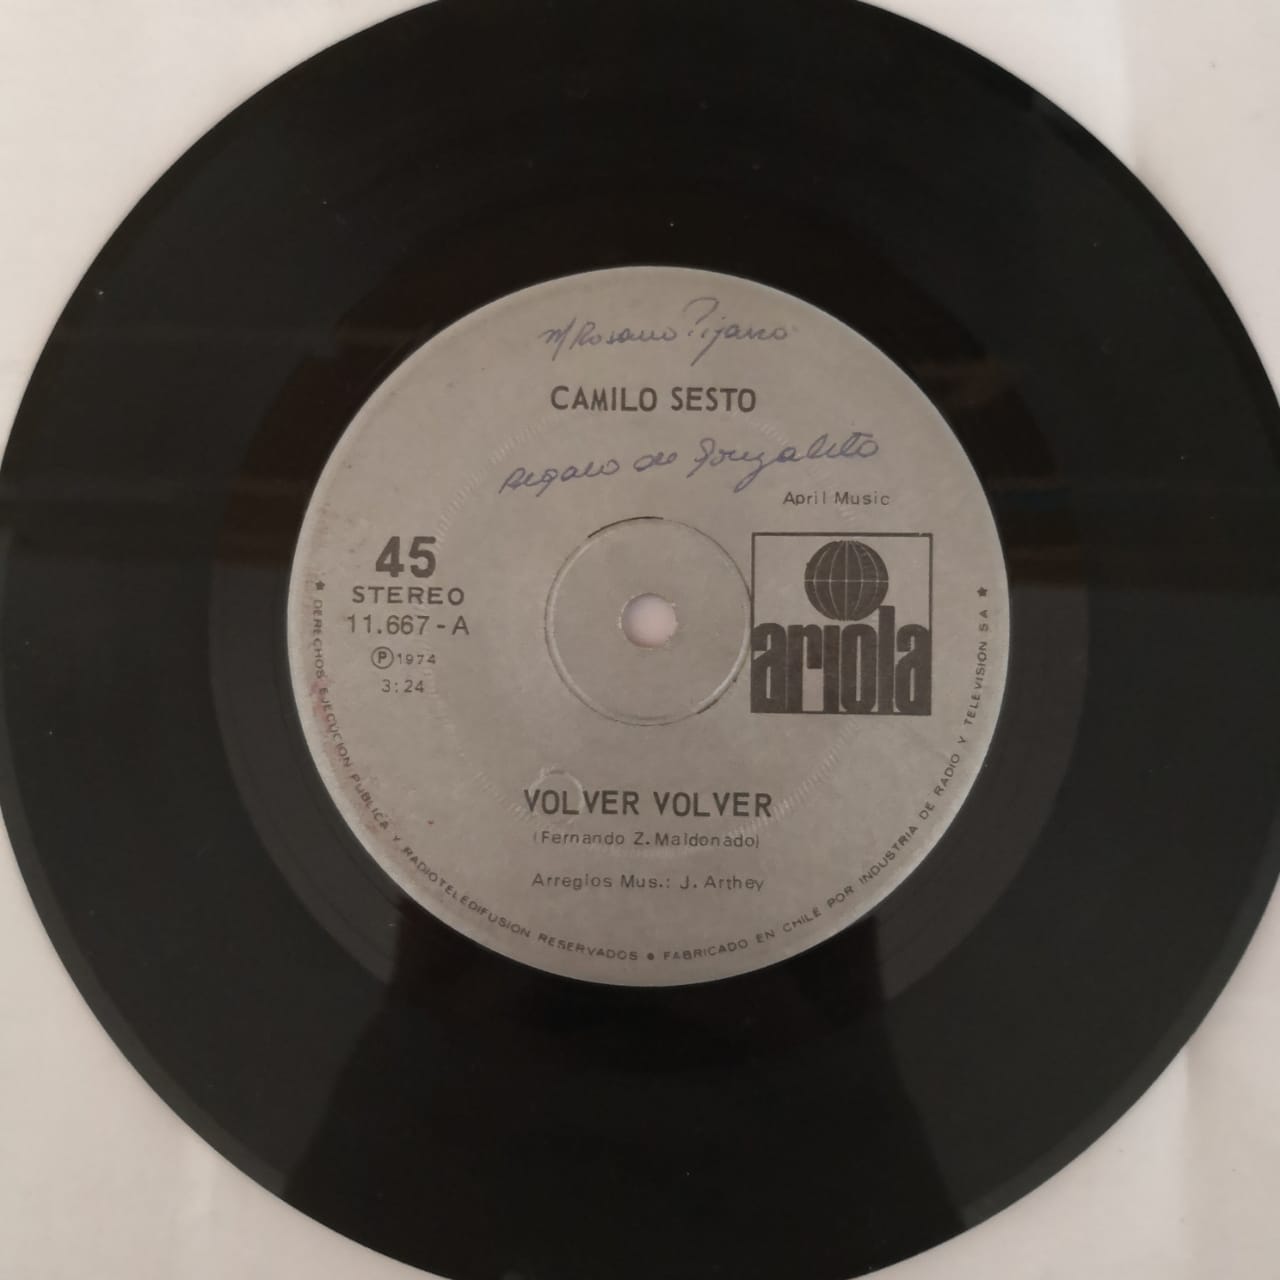 M Rosario Pizarro
CAMILO SESTO
Regalo de Gonzalito
April Music
45
STEREO
11.667-A
Ⓟ1974
3:24
ariola
VOLVER VOLVER
(Fernando Z. Maldonado)
Arreglos Mus.: J. Arthey
★ DERECHOS EJECUCION PUBLICA Y RADIOTELEDIFUSION RESERVADOS ● FABRICADO EN CHILE POR INDUSTRIA DE RADIO Y TELEVISION S A ★